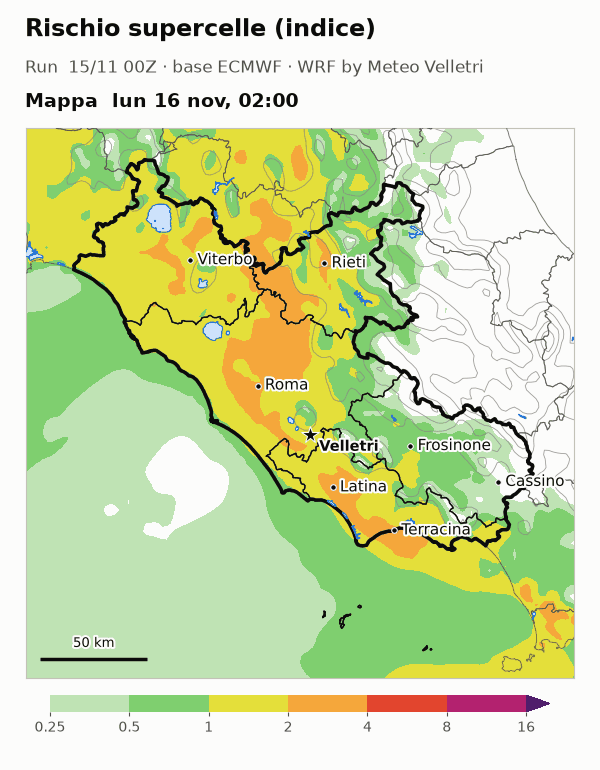 Rischio supercelle (indice)
Run  15/11 00Z · base ECMWF · WRF by Meteo Velletri
Mappa  lun 16 nov, 02:00
Viterbo
Rieti
Roma
Velletri
Frosinone
Cassino
Latina
Terracina
50 km
0.25 0.5 1 2 4 8 16